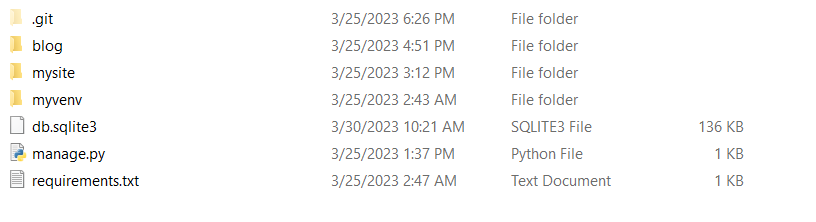 .git 3/25/2023 6:26 PM File folder
blog 3/25/2023 4:51 PM File folder
mysite 3/25/2023 3:12 PM File folder
myvenv 3/25/2023 2:43 AM File folder
db.sqlite3 3/30/2023 10:21 AM SQLITE3 File 136 KB
manage.py 3/25/2023 1:37 PM Python File 1 KB
requirements.txt 3/25/2023 2:47 AM Text Document 1 KB